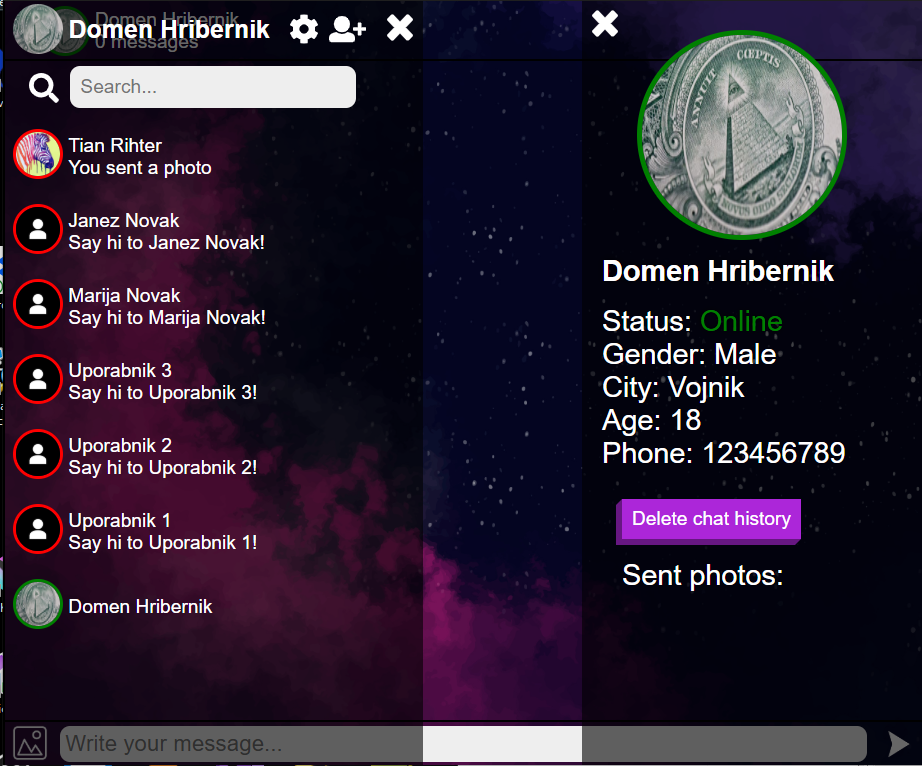 Domen Hribernik
Domen Hribernik
0 messages
Search...
Tian Rihter
You sent a photo
Janez Novak
Say hi to Janez Novak!
Marija Novak
Say hi to Marija Novak!
Uporabnik 3
Say hi to Uporabnik 3!
Uporabnik 2
Say hi to Uporabnik 2!
Uporabnik 1
Say hi to Uporabnik 1!
Domen Hribernik
Write your message...
ANNUIT CŒPTIS
NOVUS ORDO
Domen Hribernik
Status: Online
Gender: Male
City: Vojnik
Age: 18
Phone: 123456789
Delete chat history
Sent photos: